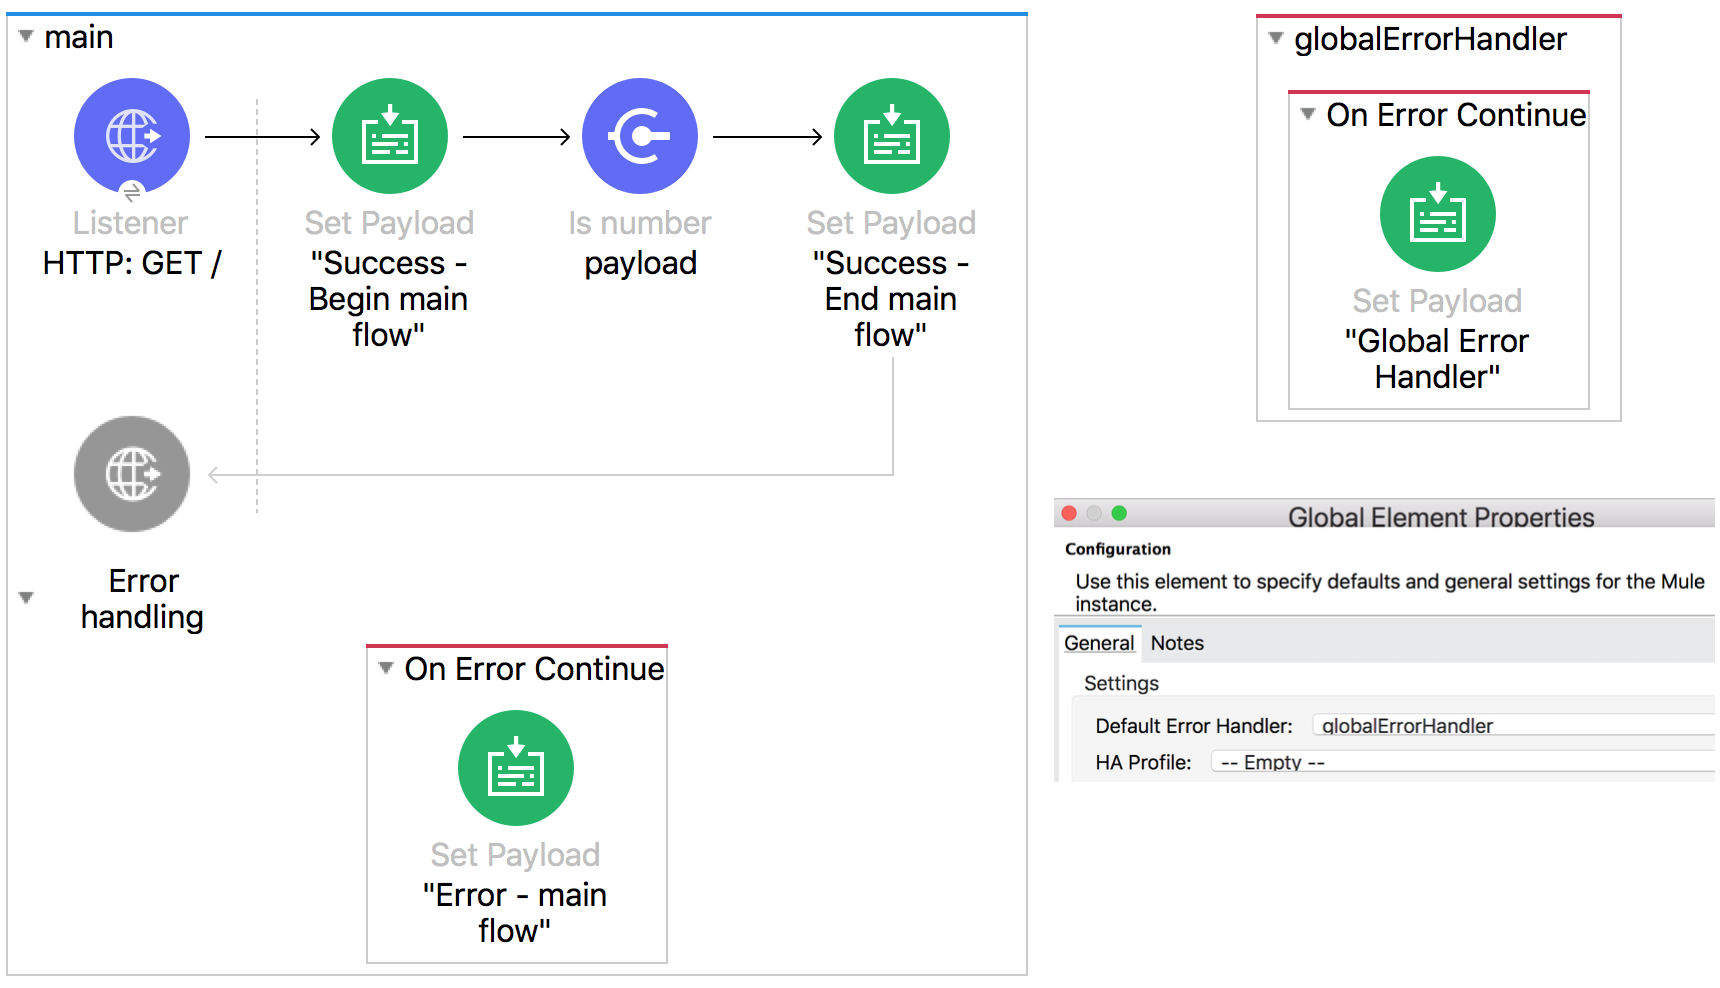 main
Listener
HTTP: GET /
Set Payload
"Success -
Begin main
flow"
Is number
payload
Set Payload
"Success -
End main
flow"
Error
handling
On Error Continue
Set Payload
"Error - main
flow"
globalErrorHandler
On Error Continue
Set Payload
"Global Error
Handler"
Global Element Properties
Configuration
Use this element to specify defaults and general settings for the Mule
instance.
General Notes
Settings
Default Error Handler: globalErrorHandler
HA Profile: -- Empty --